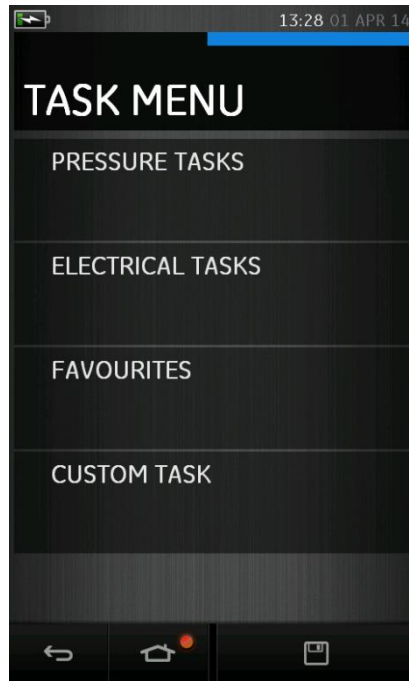 13:28 01 APR 14
TASK MENU
PRESSURE TASKS
ELECTRICAL TASKS
FAVOURITES
CUSTOM TASK